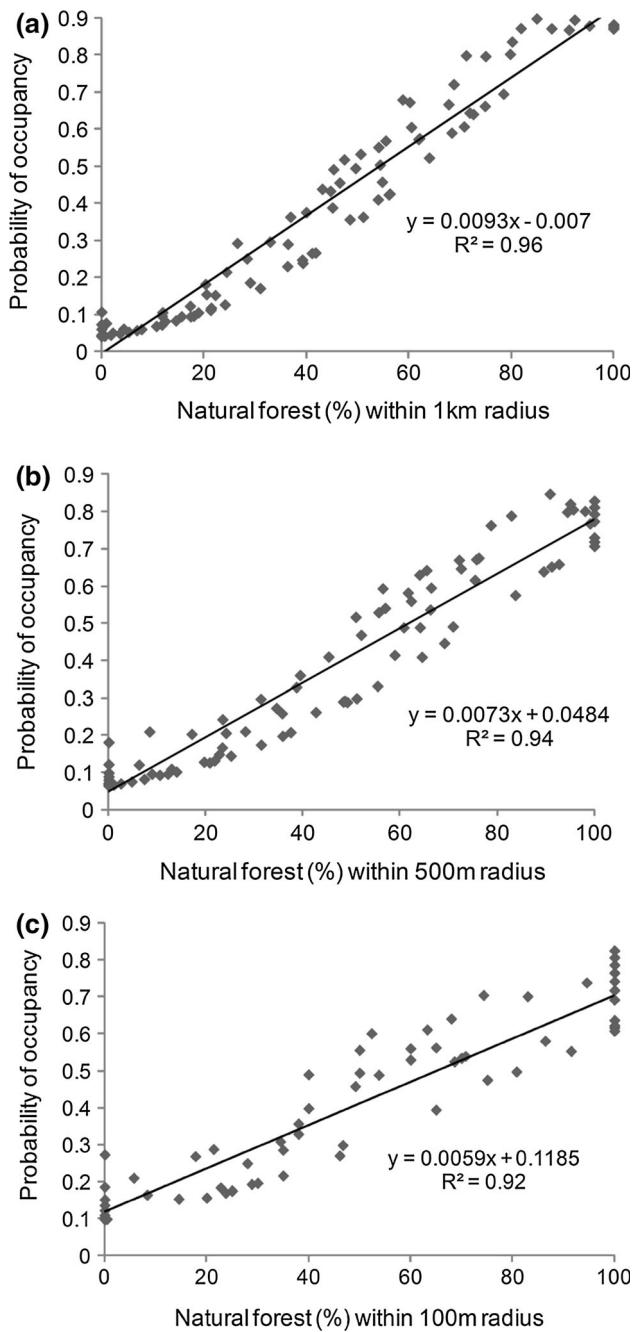 (a)
Probability of occupancy
0.9
0.8
0.7
0.6
0.5
0.4
0.3
0.2
0.1
0
y = 0.0093x - 0.007
R² = 0.96
0 20 40 60 80 100
Natural forest (%) within 1km radius
(b)
Probability of occupancy
0.9
0.8
0.7
0.6
0.5
0.4
0.3
0.2
0.1
0
y = 0.0073x + 0.0484
R² = 0.94
0 20 40 60 80 100
Natural forest (%) within 500m radius
(c)
Probability of occupancy
0.9
0.8
0.7
0.6
0.5
0.4
0.3
0.2
0.1
0
y = 0.0059x + 0.1185
R² = 0.92
0 20 40 60 80 100
Natural forest (%) within 100m radius